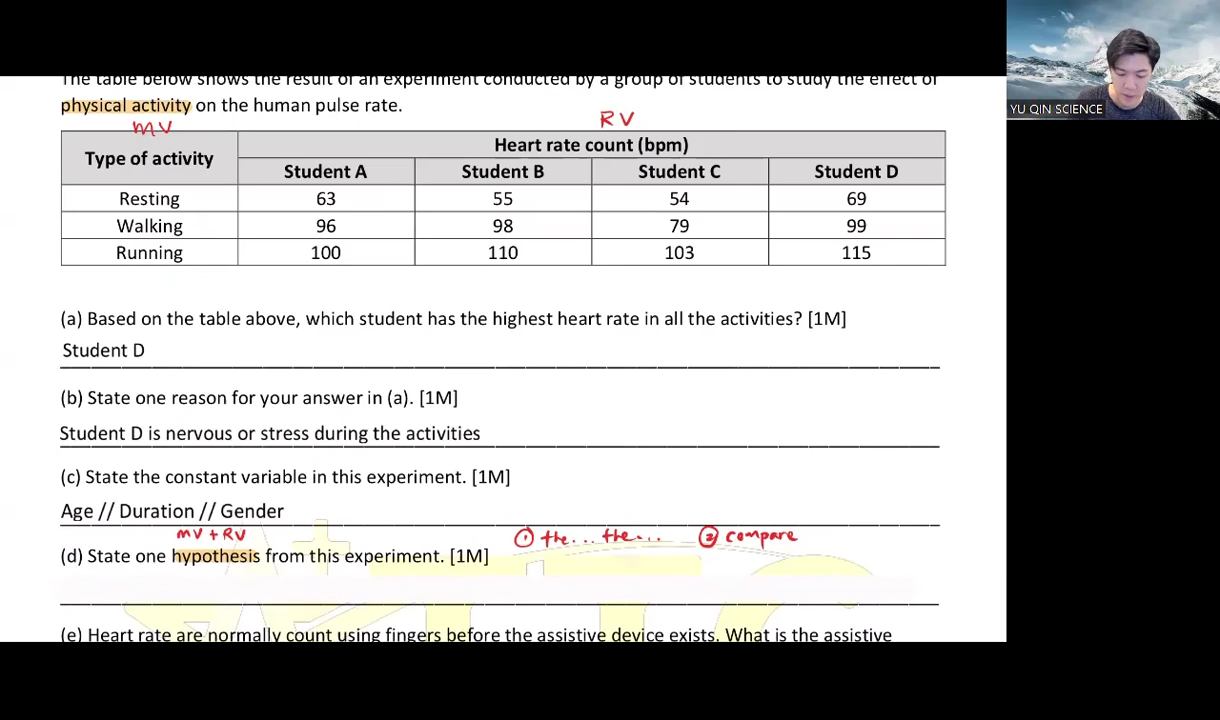 The table below shows the result of an experiment conducted by a group of students to study the effect of
physical activity on the human pulse rate.
MV
RV
Type of activity
Heart rate count (bpm)
Student A Student B Student C Student D
Resting 63 55 54 69
Walking 96 98 79 99
Running 100 110 103 115
(a) Based on the table above, which student has the highest heart rate in all the activities? [1M]
Student D
(b) State one reason for your answer in (a). [1M]
Student D is nervous or stress during the activities
(c) State the constant variable in this experiment. [1M]
Age // Duration // Gender
MV + RV
① the... the... ② compare
(d) State one hypothesis from this experiment. [1M]
(e) Heart rate are normally count using fingers before the assistive device exists. What is the assistive
YU QIN SCIENCE